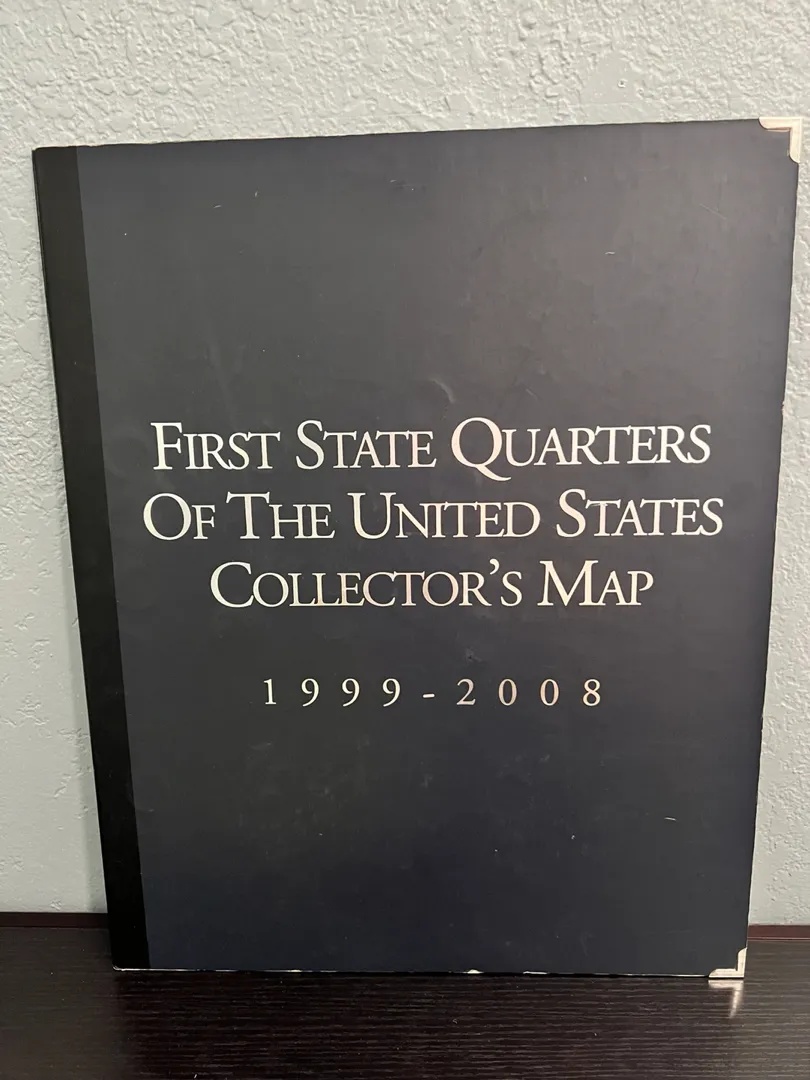 First State Quarters
Of The United States
Collector's Map
1999-2008